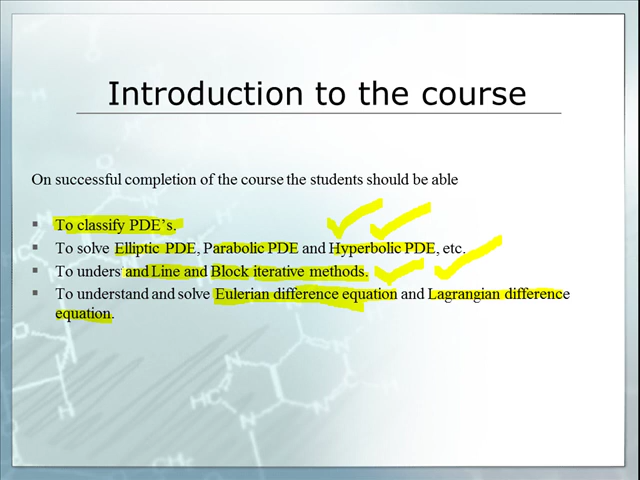 Introduction to the course
On successful completion of the course the students should be able
▪ To classify PDE's.
▪ To solve Elliptic PDE, Parabolic PDE and Hyperbolic PDE, etc.
▪ To unders and Line and Block iterative methods.
▪ To understand and solve Eulerian difference equation and Lagrangian difference
equation.